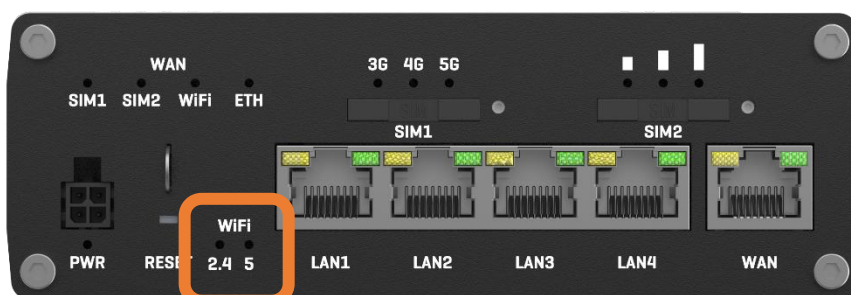 WAN
SIM1 SIM2 WiFi ETH
3G 4G 5G
SIM1
SIM2
WiFi
2.4 5
PWR
RESET
LAN1
LAN2
LAN3
LAN4
WAN